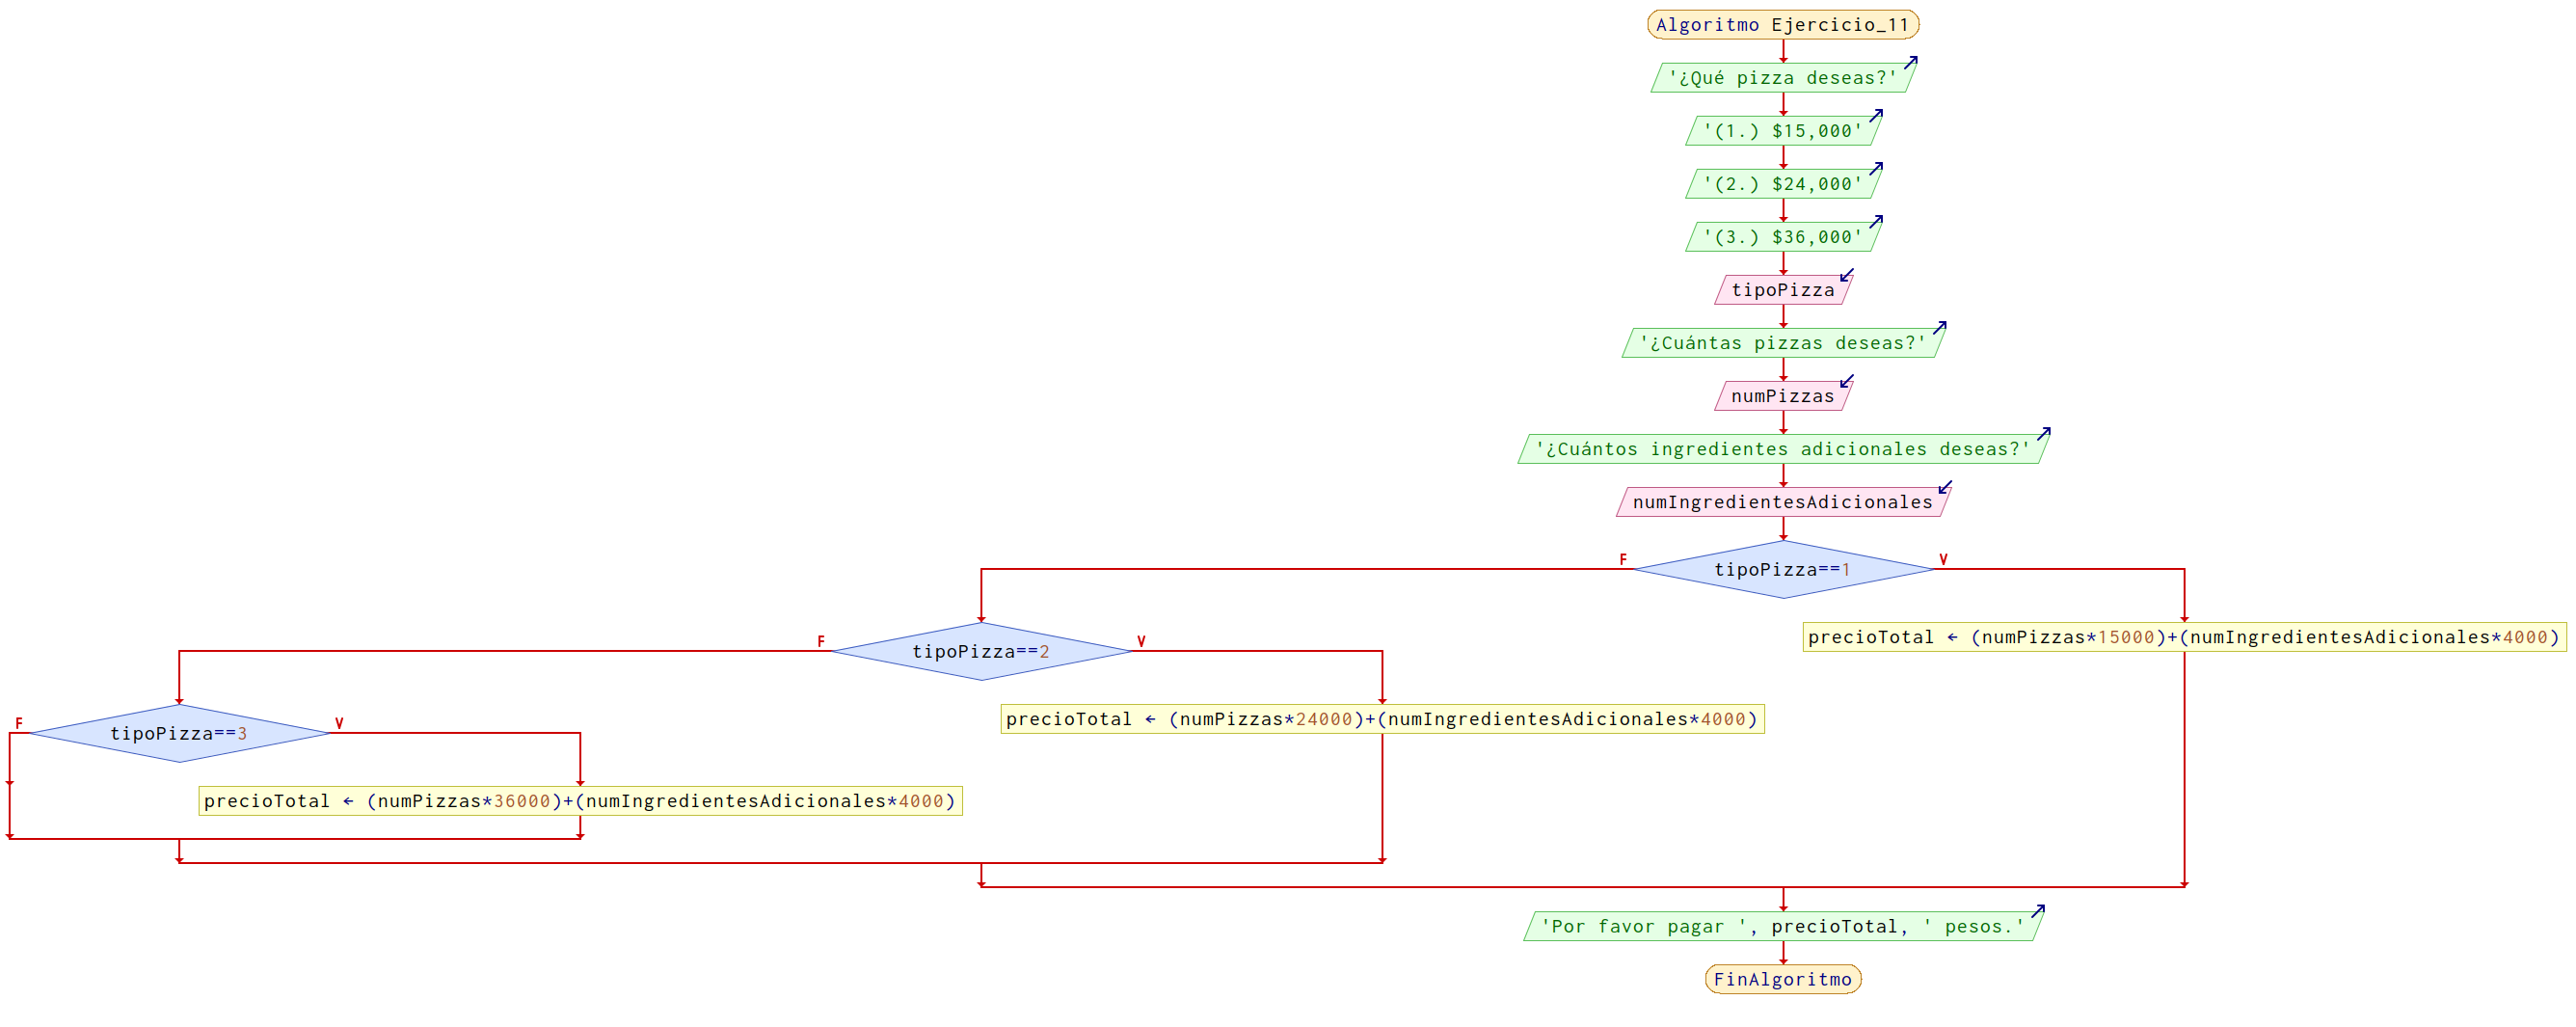 Algoritmo Ejercicio_11
'¿Qué pizza deseas?'
'(1.) $15,000'
'(2.) $24,000'
'(3.) $36,000'
tipoPizza
'¿Cuántas pizzas deseas?'
numPizzas
'¿Cuántos ingredientes adicionales deseas?'
numIngredientesAdicionales
F
tipoPizza==1
V
precioTotal ← (numPizzas*15000)+(numIngredientesAdicionales*4000)
F
tipoPizza==2
V
precioTotal ← (numPizzas*24000)+(numIngredientesAdicionales*4000)
F
tipoPizza==3
V
precioTotal ← (numPizzas*36000)+(numIngredientesAdicionales*4000)
'Por favor pagar ', precioTotal, ' pesos.'
FinAlgoritmo